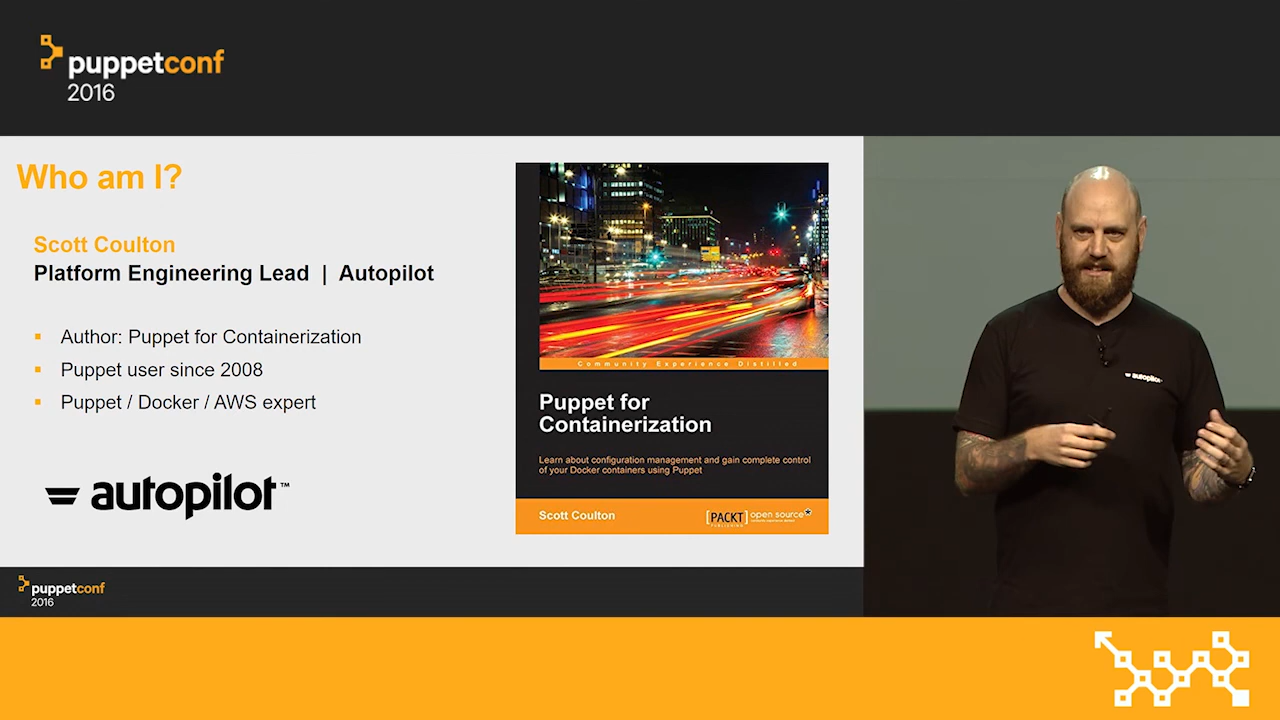 puppetconf
2016
Who am I?
Scott Coulton
Platform Engineering Lead | Autopilot
Author: Puppet for Containerization
Puppet user since 2008
Puppet / Docker / AWS expert
autopilot™
Community Experience Distilled
Puppet for
Containerization
Learn about configuration management and gain complete control
of your Docker containers using Puppet
Scott Coulton
[PACKT]
PUBLISHING
open source*
autopilot
puppetconf
2016